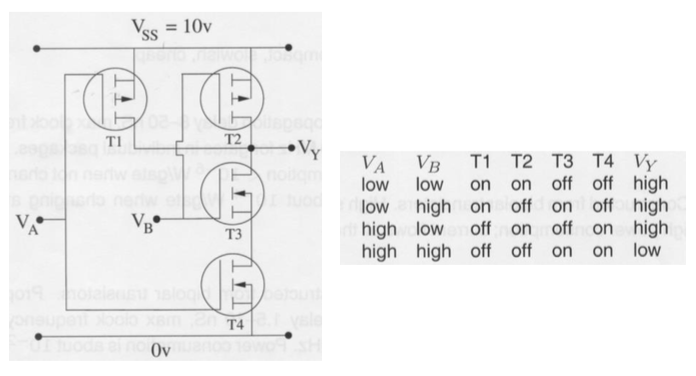 V_SS = 10v
T1
T2
V_Y
V_A
V_B
T3
T4
0v
V_A V_B T1 T2 T3 T4 V_Y
low low on on off off high
low high on off on off high
high low off on off on high
high high off off on on low